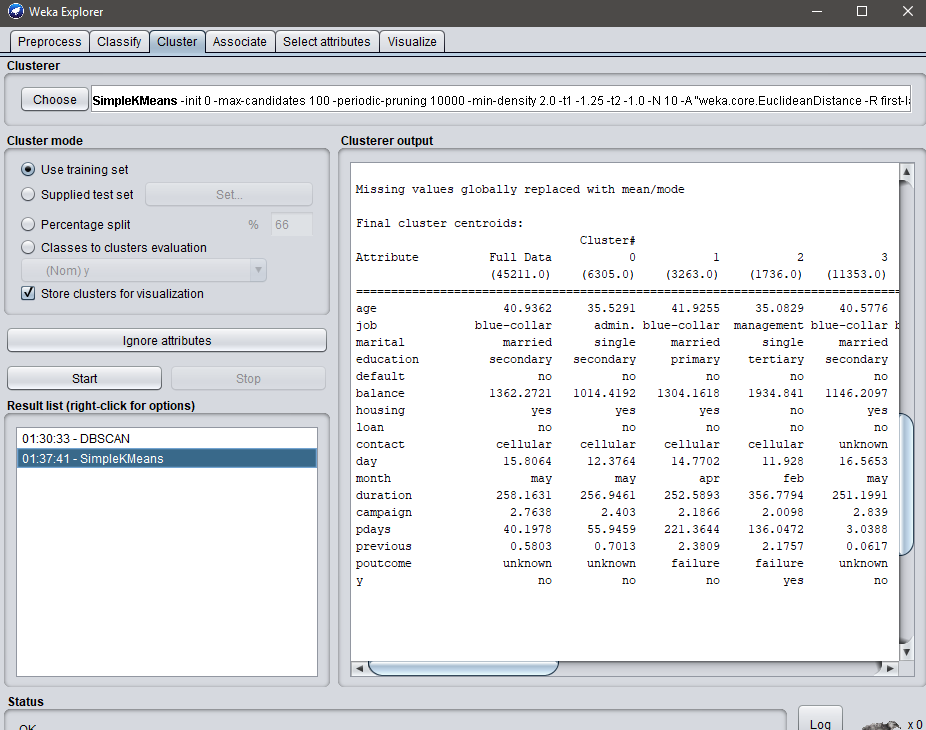 Weka Explorer
Preprocess Classify Cluster Associate Select attributes Visualize
Clusterer
Choose SimpleKMeans -init 0 -max-candidates 100 -periodic-pruning 10000 -min-density 2.0 -t1 -1.25 -t2 -1.0 -N 10 -A "weka.core.EuclideanDistance -R
Cluster mode
Use training set
Supplied test set Set...
Percentage split % 66
Classes to clusters evaluation
(Nom) y
Store clusters for visualization
Ignore attributes
Start Stop
Result list (right-click for options)
01:30:33 - DBSCAN
01:37:41 - SimpleKMeans
Clusterer output
Missing values globally replaced with mean/mode
Final cluster centroids:
Cluster#
Attribute Full Data 0 1 2 3
(45211.0) (6305.0) (3263.0) (1736.0) (11353.0)
================================================================================
age 40.9362 35.5291 41.9255 35.0829 40.5776
job blue-collar admin. blue-collar management blue-collar
marital married single married single married
education secondary secondary primary tertiary secondary
default no no no no no
balance 1362.2721 1014.4192 1304.1618 1934.841 1146.2097
housing yes yes yes no yes
loan no no no no no
contact cellular cellular cellular cellular unknown
day 15.8064 12.3764 14.7702 11.928 16.5653
month may may apr feb may
duration 258.1631 256.9461 252.5893 356.7794 251.1991
campaign 2.7638 2.403 2.1866 2.0098 2.839
pdays 40.1978 55.9459 221.3644 136.0472 3.0388
previous 0.5803 0.7013 2.3809 2.1757 0.0617
poutcome unknown unknown failure failure unknown
y no no no yes no
Status
OK
Log x 0